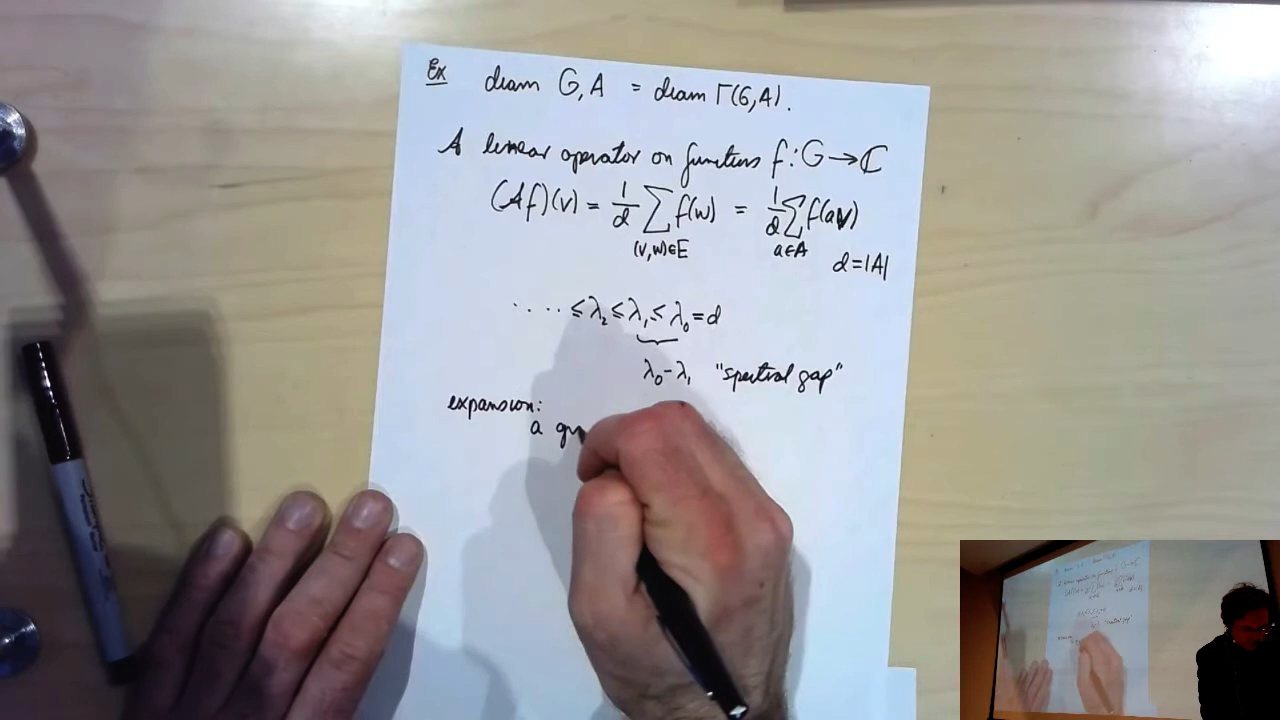 Ex diam G, A = diam Γ(G, A).
𝒜 linear operator on functions f: G → ℂ
(𝒜f)(v) = 1/d ∑_{(v,w)∈E} f(w) = 1/d ∑_{a∈A} f(av)
d = |A|
. . . . ≤ λ₂ ≤ λ₁ ≤ λ₀ = d
λ₀ - λ₁ "spectral gap"
expansion:
a